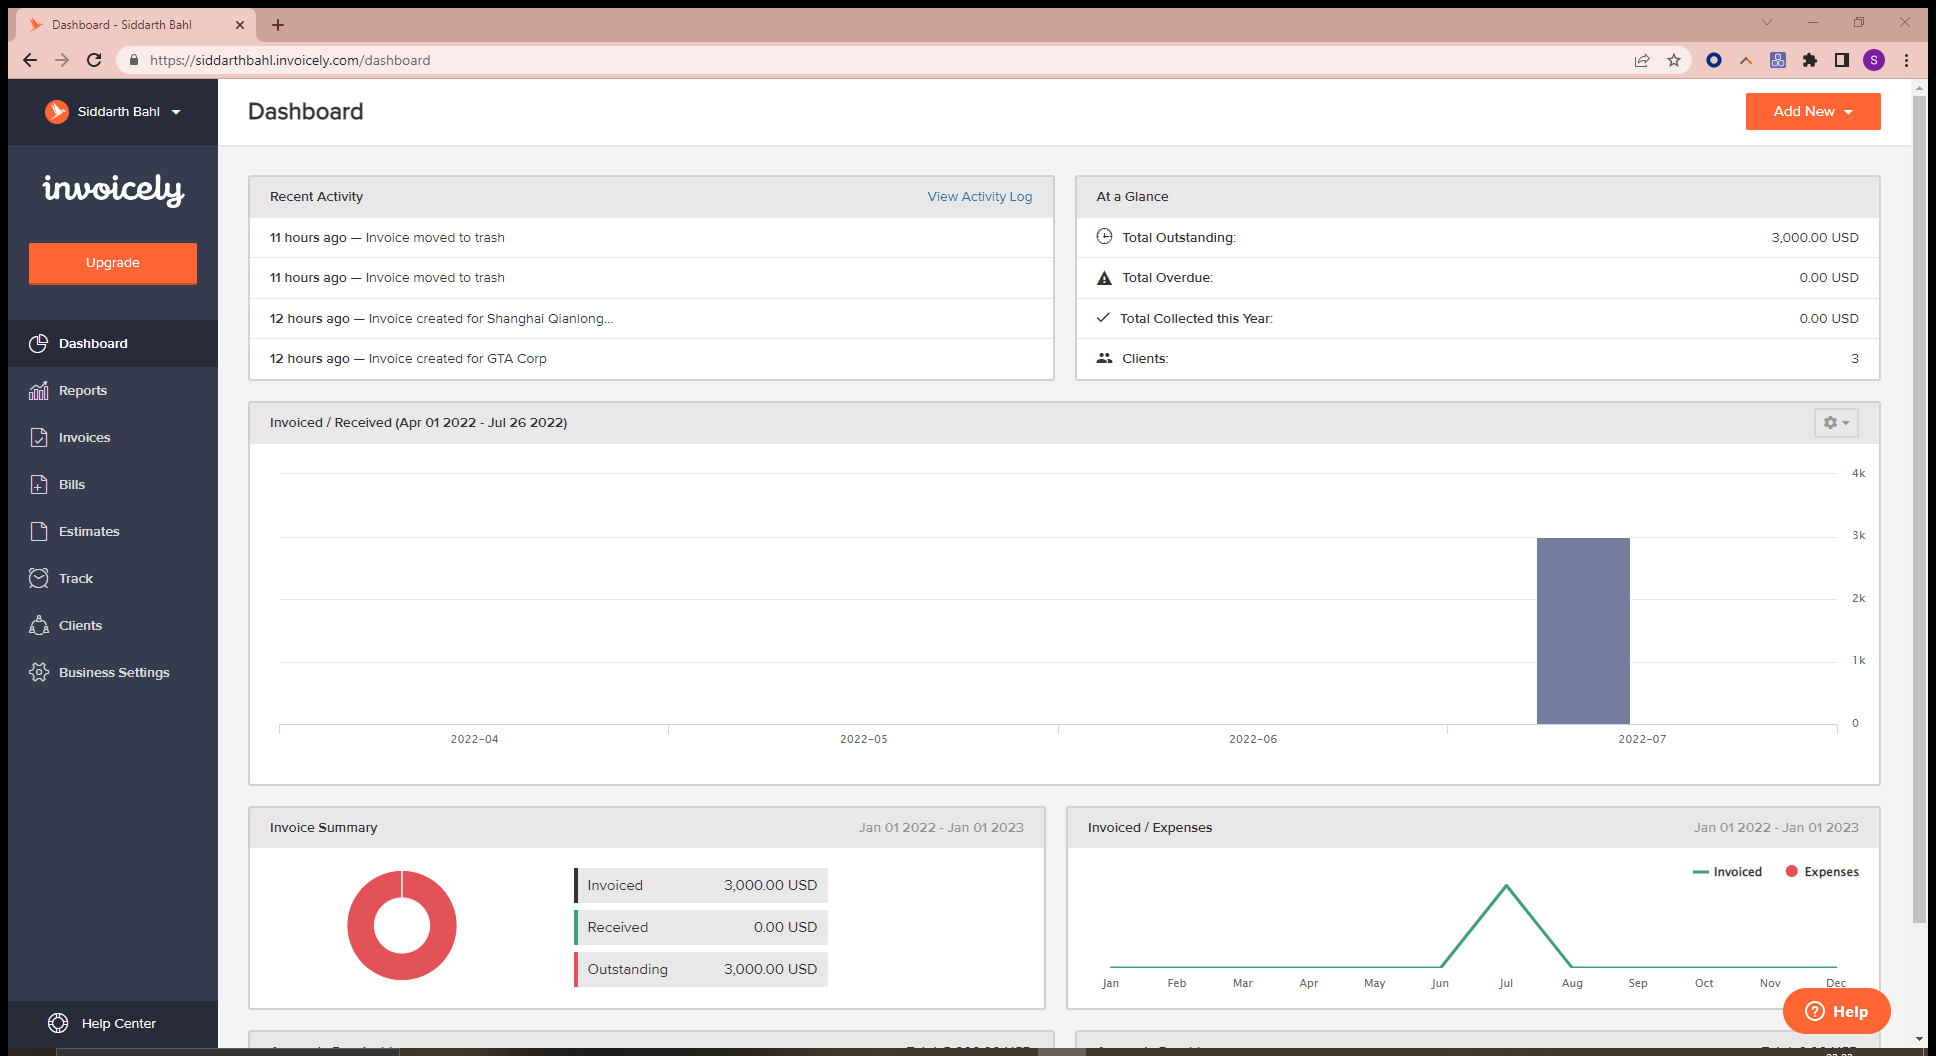 Dashboard - Siddarth Bahl
https://siddarthbahl.invoicely.com/dashboard
S
Siddarth Bahl
Dashboard
Add New
invoicely
Upgrade
Dashboard
Reports
Invoices
Bills
Estimates
Track
Clients
Business Settings
Help Center
Recent Activity
View Activity Log
11 hours ago — Invoice moved to trash
11 hours ago — Invoice moved to trash
12 hours ago — Invoice created for Shanghai Qianlong...
12 hours ago — Invoice created for GTA Corp
At a Glance
Total Outstanding: 3,000.00 USD
Total Overdue: 0.00 USD
Total Collected this Year: 0.00 USD
Clients: 3
Invoiced / Received (Apr 01 2022 - Jul 26 2022)
4k
3k
2k
1k
0
2022-04 2022-05 2022-06 2022-07
Invoice Summary Jan 01 2022 - Jan 01 2023
Invoiced 3,000.00 USD
Received 0.00 USD
Outstanding 3,000.00 USD
Invoiced / Expenses Jan 01 2022 - Jan 01 2023
Invoiced Expenses
Jan Feb Mar Apr May Jun Jul Aug Sep Oct Nov Dec
Help